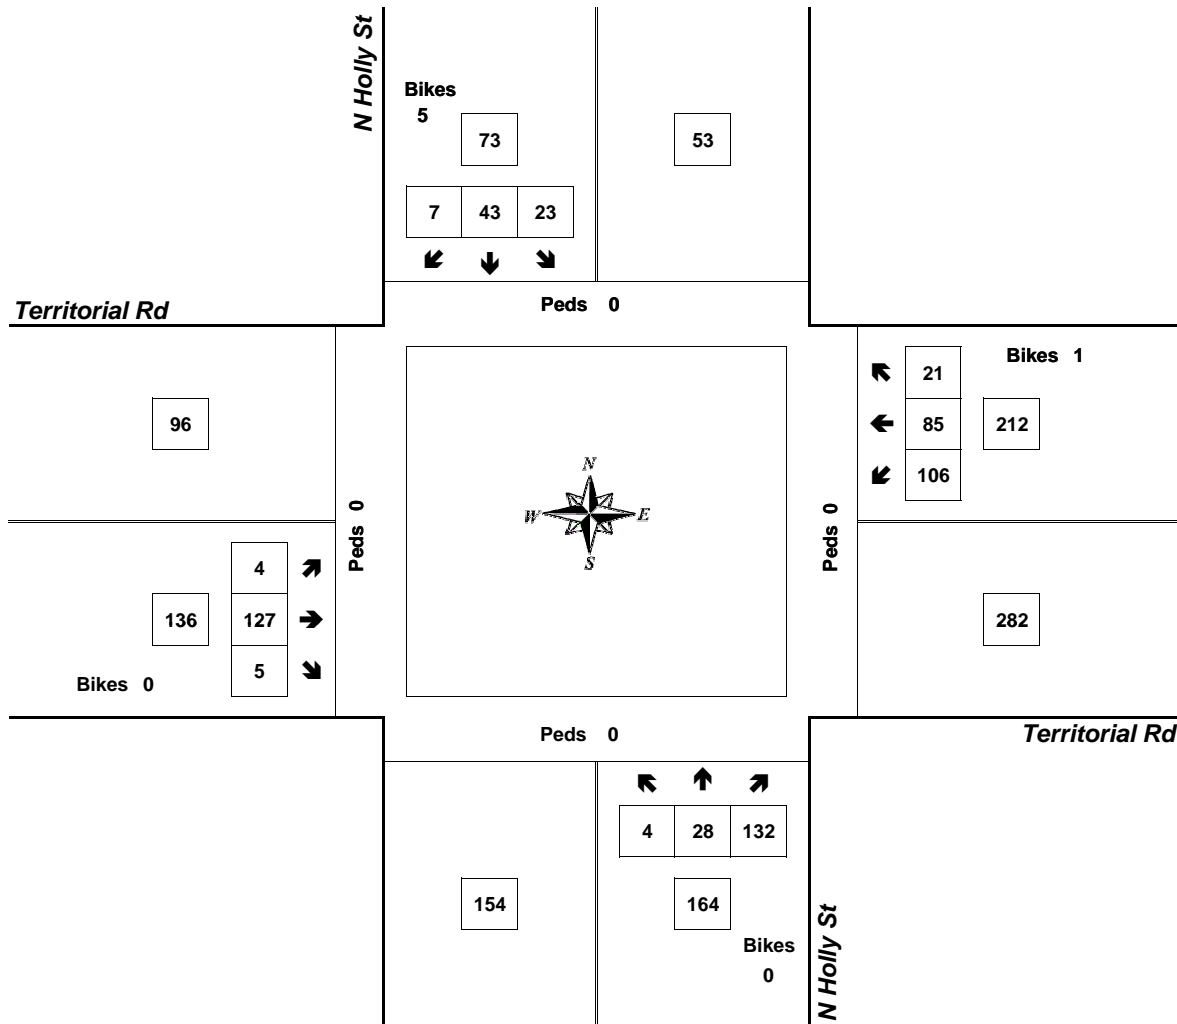 N Holly St
Bikes
5
73
53
7 43 23
Peds 0
Territorial Rd
Bikes 1
21
96
85 212
106
N
W E
S
Peds 0
Peds 0
4
136 127
282
5
Bikes 0
Peds 0
Territorial Rd
4 28 132
154
164
Bikes
0
N Holly St